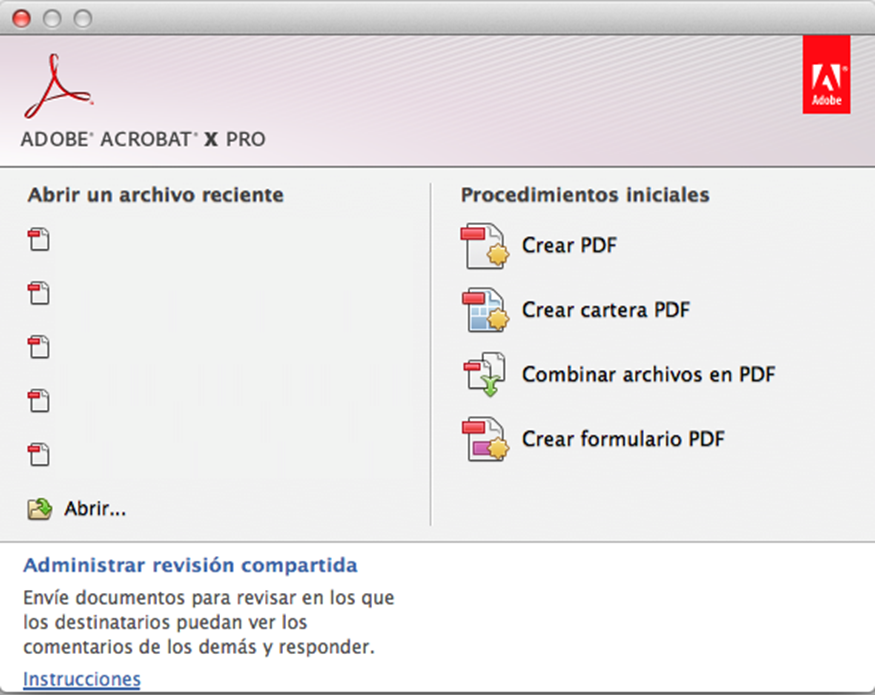 Adobe
ADOBE® ACROBAT® X PRO
Abrir un archivo reciente
Abrir...
Procedimientos iniciales
Crear PDF
Crear cartera PDF
Combinar archivos en PDF
Crear formulario PDF
Administrar revisión compartida
Envíe documentos para revisar en los que
los destinatarios puedan ver los
comentarios de los demás y responder.
Instrucciones